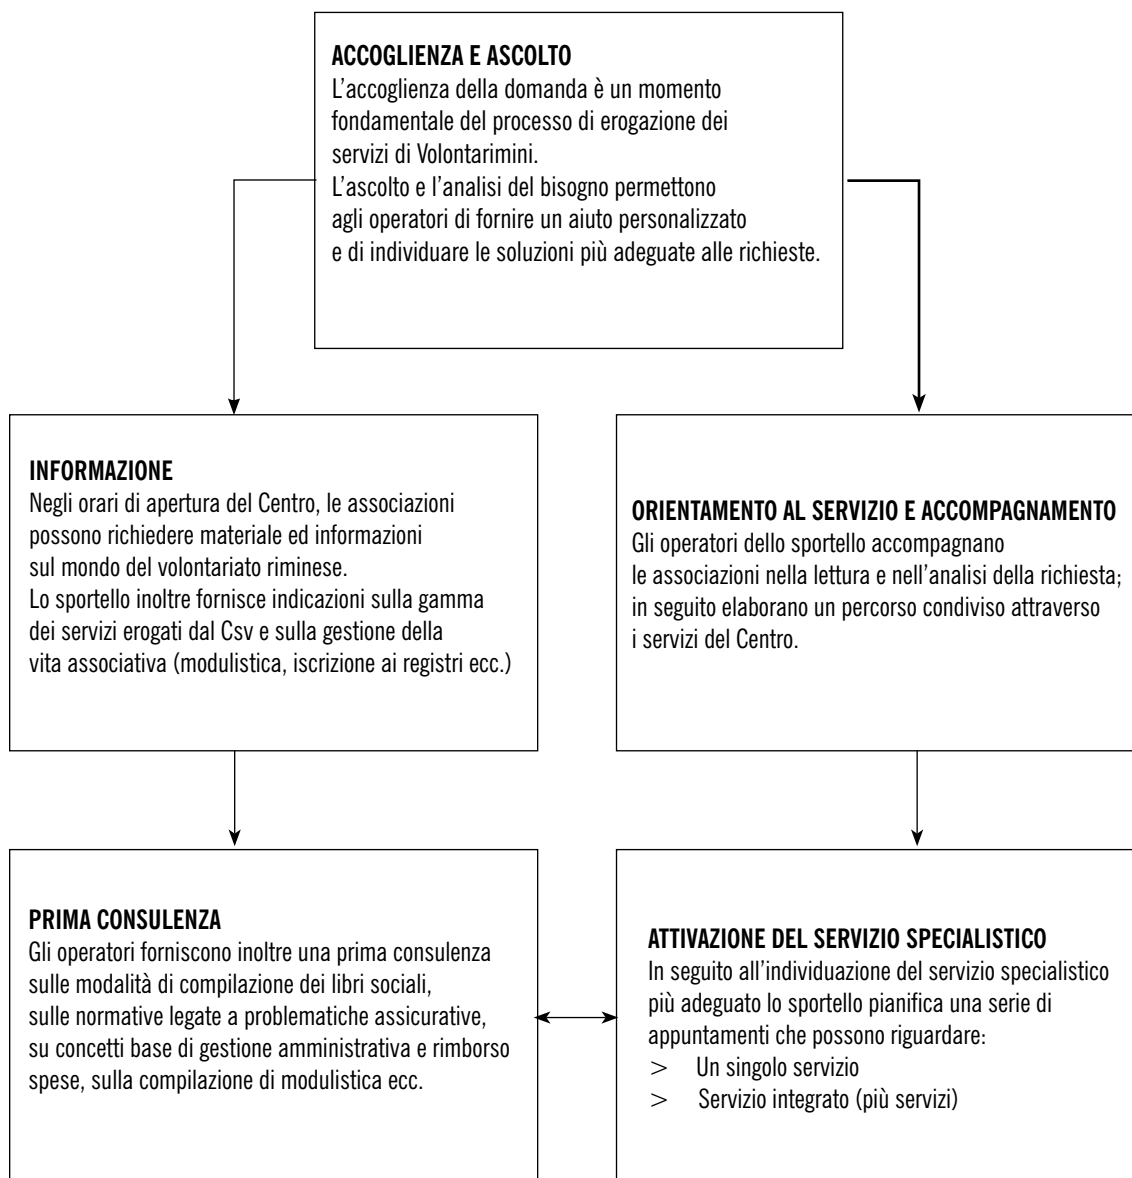 ACCOGLIENZA E ASCOLTO
L'accoglienza della domanda è un momento
fondamentale del processo di erogazione dei
servizi di Volontarimini.
L'ascolto e l'analisi del bisogno permettono
agli operatori di fornire un aiuto personalizzato
e di individuare le soluzioni più adeguate alle richieste.
INFORMAZIONE
Negli orari di apertura del Centro, le associazioni
possono richiedere materiale ed informazioni
sul mondo del volontariato riminese.
Lo sportello inoltre fornisce indicazioni sulla gamma
dei servizi erogati dal Csv e sulla gestione della
vita associativa (modulistica, iscrizione ai registri ecc.)
ORIENTAMENTO AL SERVIZIO E ACCOMPAGNAMENTO
Gli operatori dello sportello accompagnano
le associazioni nella lettura e nell'analisi della richiesta;
in seguito elaborano un percorso condiviso attraverso
i servizi del Centro.
PRIMA CONSULENZA
Gli operatori forniscono inoltre una prima consulenza
sulle modalità di compilazione dei libri sociali,
sulle normative legate a problematiche assicurative,
su concetti base di gestione amministrativa e rimborso
spese, sulla compilazione di modulistica ecc.
ATTIVAZIONE DEL SERVIZIO SPECIALISTICO
In seguito all'individuazione del servizio specialistico
più adeguato lo sportello pianifica una serie di
appuntamenti che possono riguardare:
> Un singolo servizio
> Servizio integrato (più servizi)